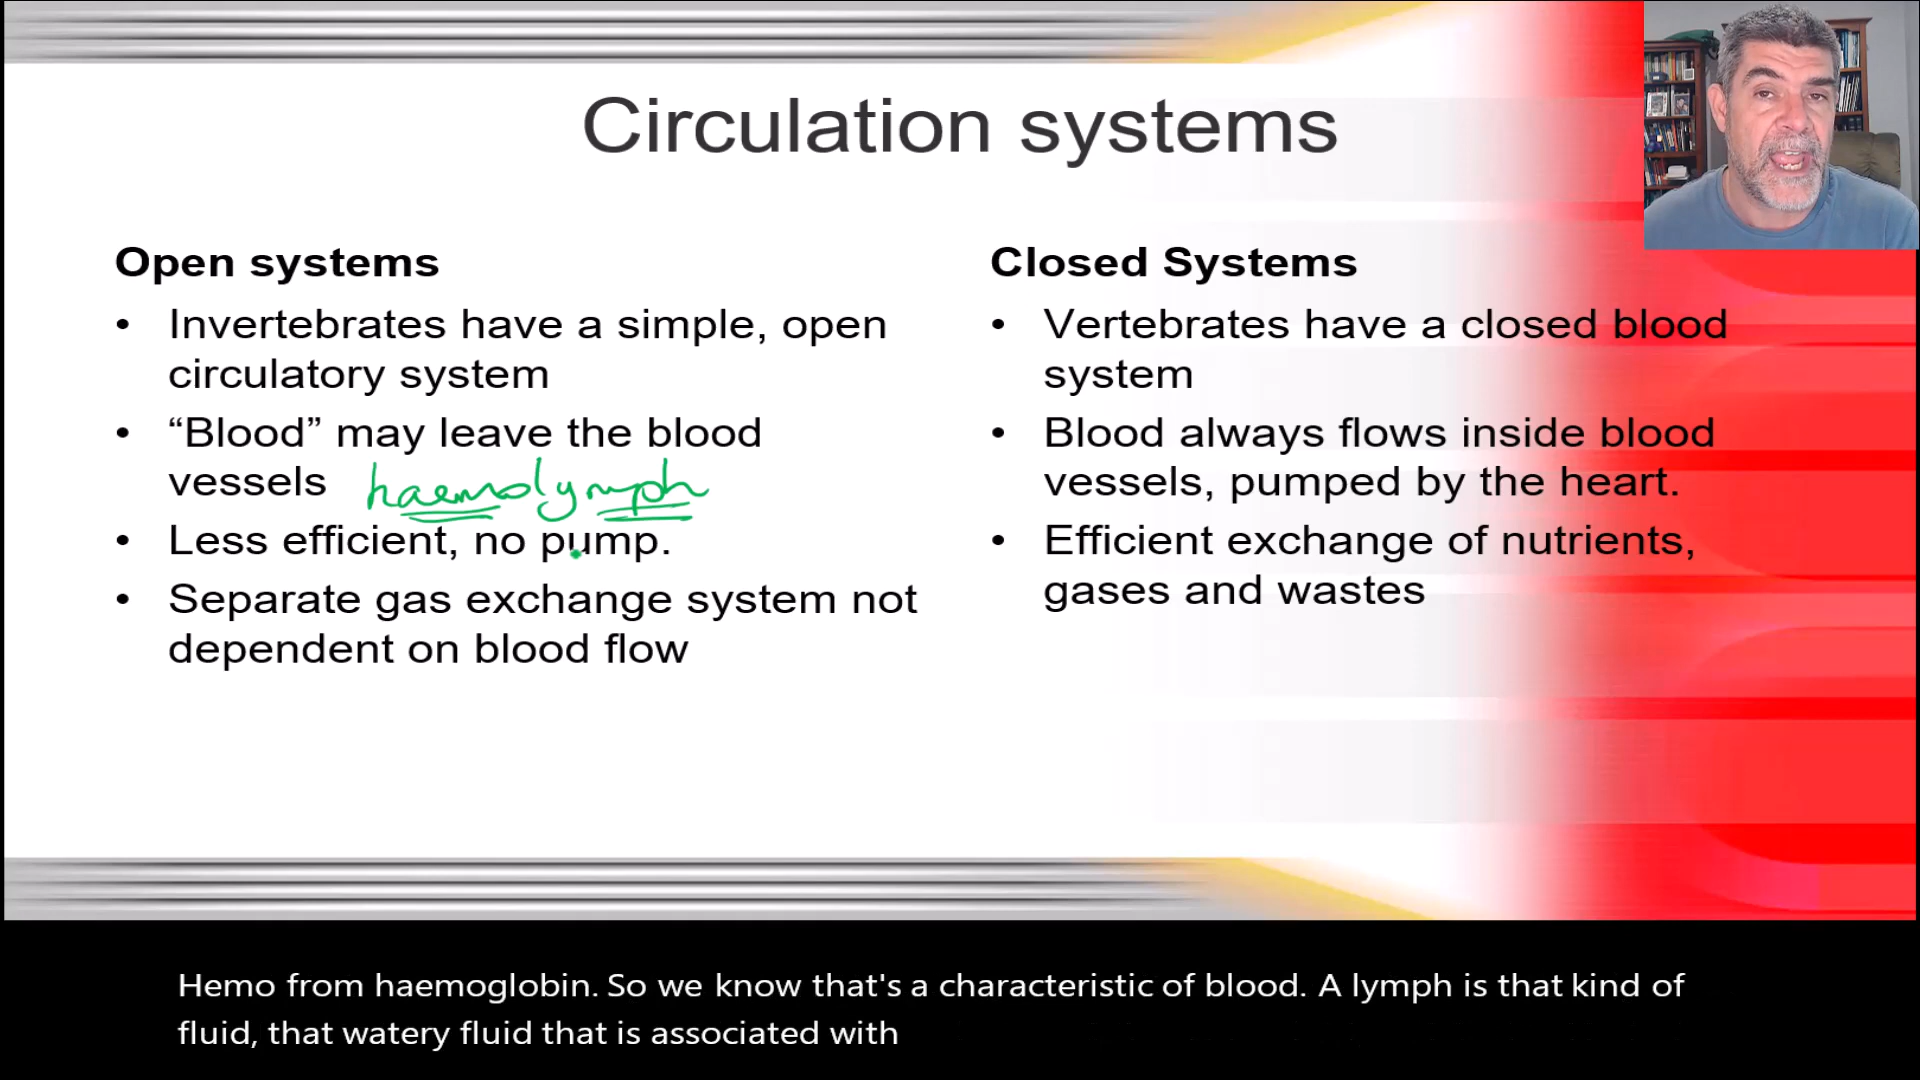 Circulation systems
Open systems
• Invertebrates have a simple, open
circulatory system
• “Blood” may leave the blood
vessels haemolymph
• Less efficient, no pump.
• Separate gas exchange system not
dependent on blood flow
Closed Systems
• Vertebrates have a closed blood
system
• Blood always flows inside blood
vessels, pumped by the heart.
• Efficient exchange of nutrients,
gases and wastes
Hemo from haemoglobin. So we know that's a characteristic of blood. A lymph is that kind of
fluid, that watery fluid that is associated with